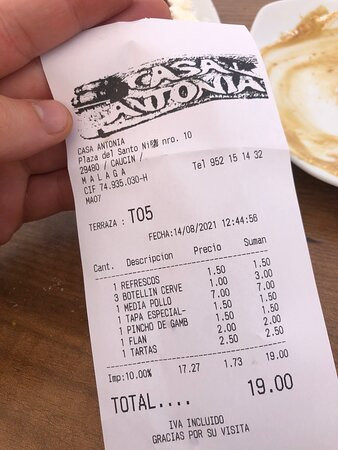 CASA
ANTONIA
CASA ANTONIA
Plaza del Santo Niño nro. 10
29480 / GAUCIN /
MALAGA Tel 952 15 14 32
CIF 74.935.030-H
MA07
TERRAZA : T05
FECHA:14/08/2021 12:44:56
Cant. Descripcion Precio Suman
1 REFRESCOS 1.50 1.50
3 BOTELLIN CERVE 1.00 3.00
1 MEDIA POLLO 7.00 7.00
1 TAPA ESPECIAL- 1.50 1.50
1 PINCHO DE GAMB 1.50 1.50
1 FLAN 2.00 2.00
1 TARTAS 2.50 2.50
Imp:10.00% 17.27 1.73 19.00
TOTAL.... 19.00
IVA INCLUIDO
GRACIAS POR SU VISITA